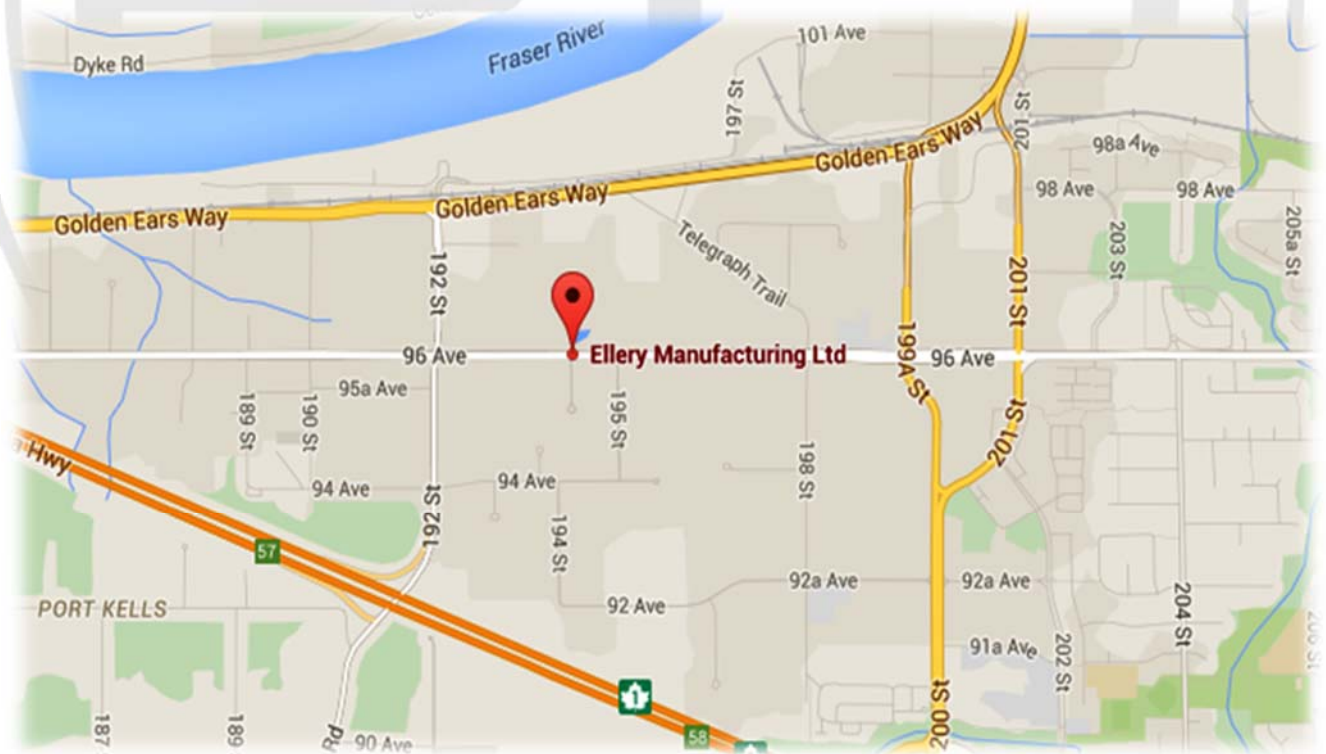 Fraser River
101 Ave
Dyke Rd
197 St
201 St
98a Ave
Golden Ears Way
98 Ave
98 Ave
Golden Ears Way
Golden Ears Way
205a St
203 St
Telegraph Trail
192 St
201 St
96 Ave
Ellery Manufacturing Ltd
199A St
96 Ave
95a Ave
189 St
190 St
195 St
201 St
Hwy
198 St
94 Ave
94 Ave
192 St
194 St
57
92a Ave
92a Ave
PORT KELLS
92 Ave
204 St
91a Ave
202 St
1
200 St
187
189
Rd
90 Ave
58